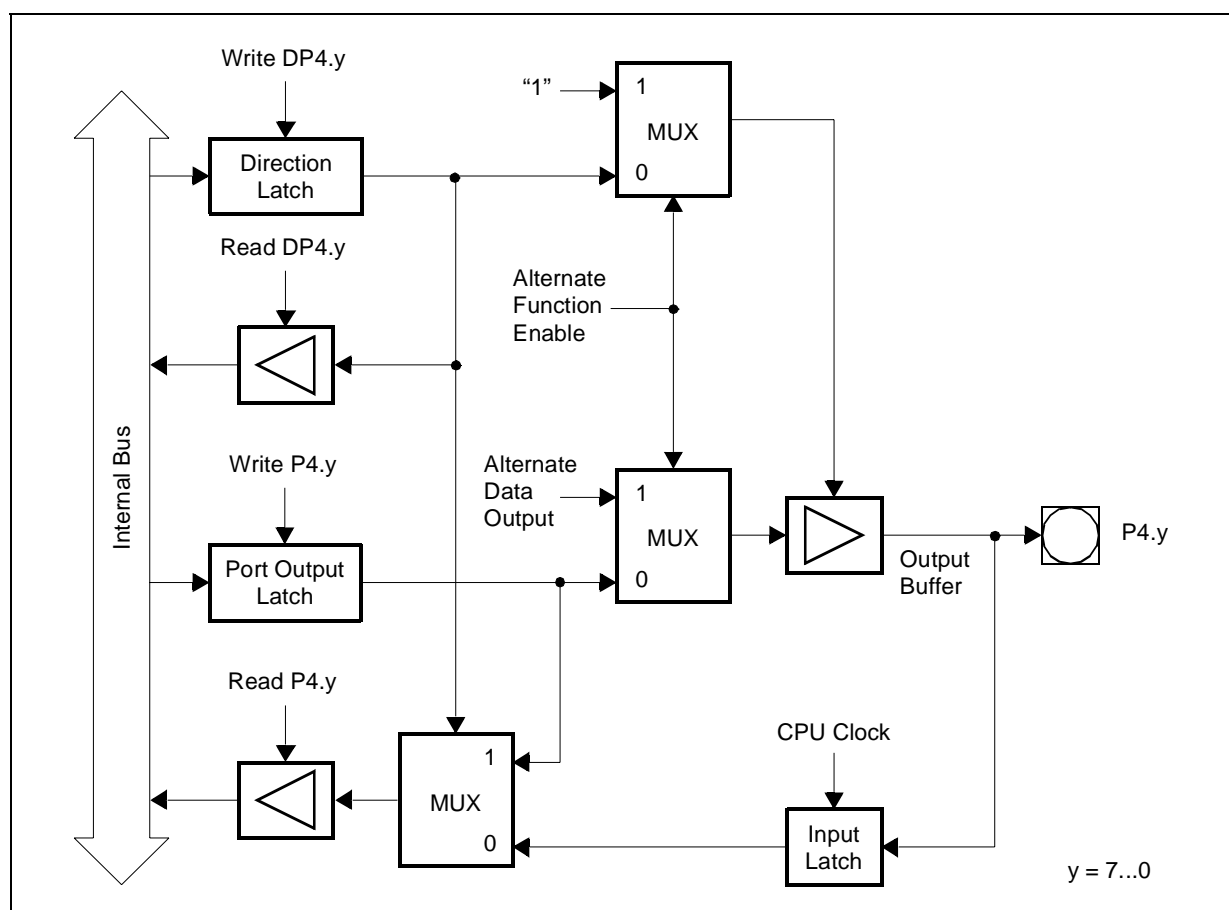 Write DP4.y
“1”
1
MUX
0
Direction
Latch
Read DP4.y
Alternate
Function
Enable
Internal Bus
Write P4.y
Alternate
Data
Output
1
MUX
0
P4.y
Output
Buffer
Port Output
Latch
Read P4.y
CPU Clock
1
MUX
0
Input
Latch
y = 7...0